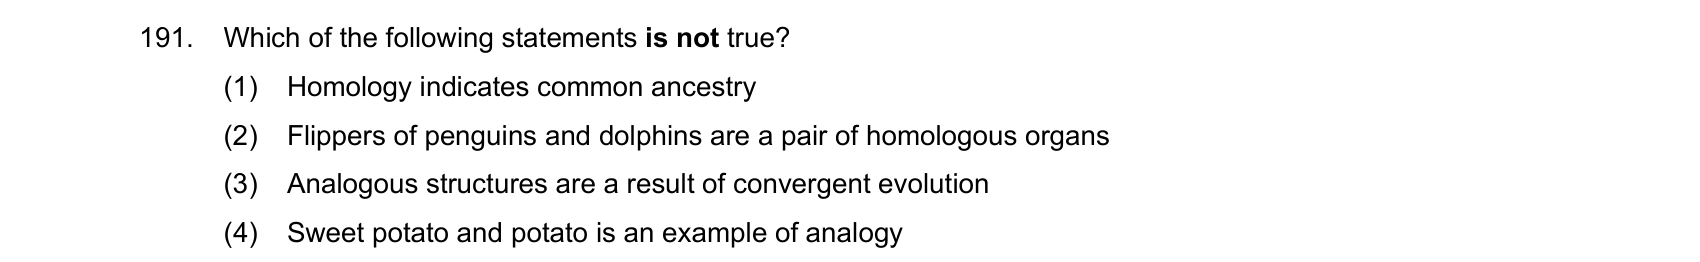 191. Which of the following statements is not true?
(1) Homology indicates common ancestry
(2) Flippers of penguins and dolphins are a pair of homologous organs
(3) Analogous structures are a result of convergent evolution
(4) Sweet potato and potato is an example of analogy